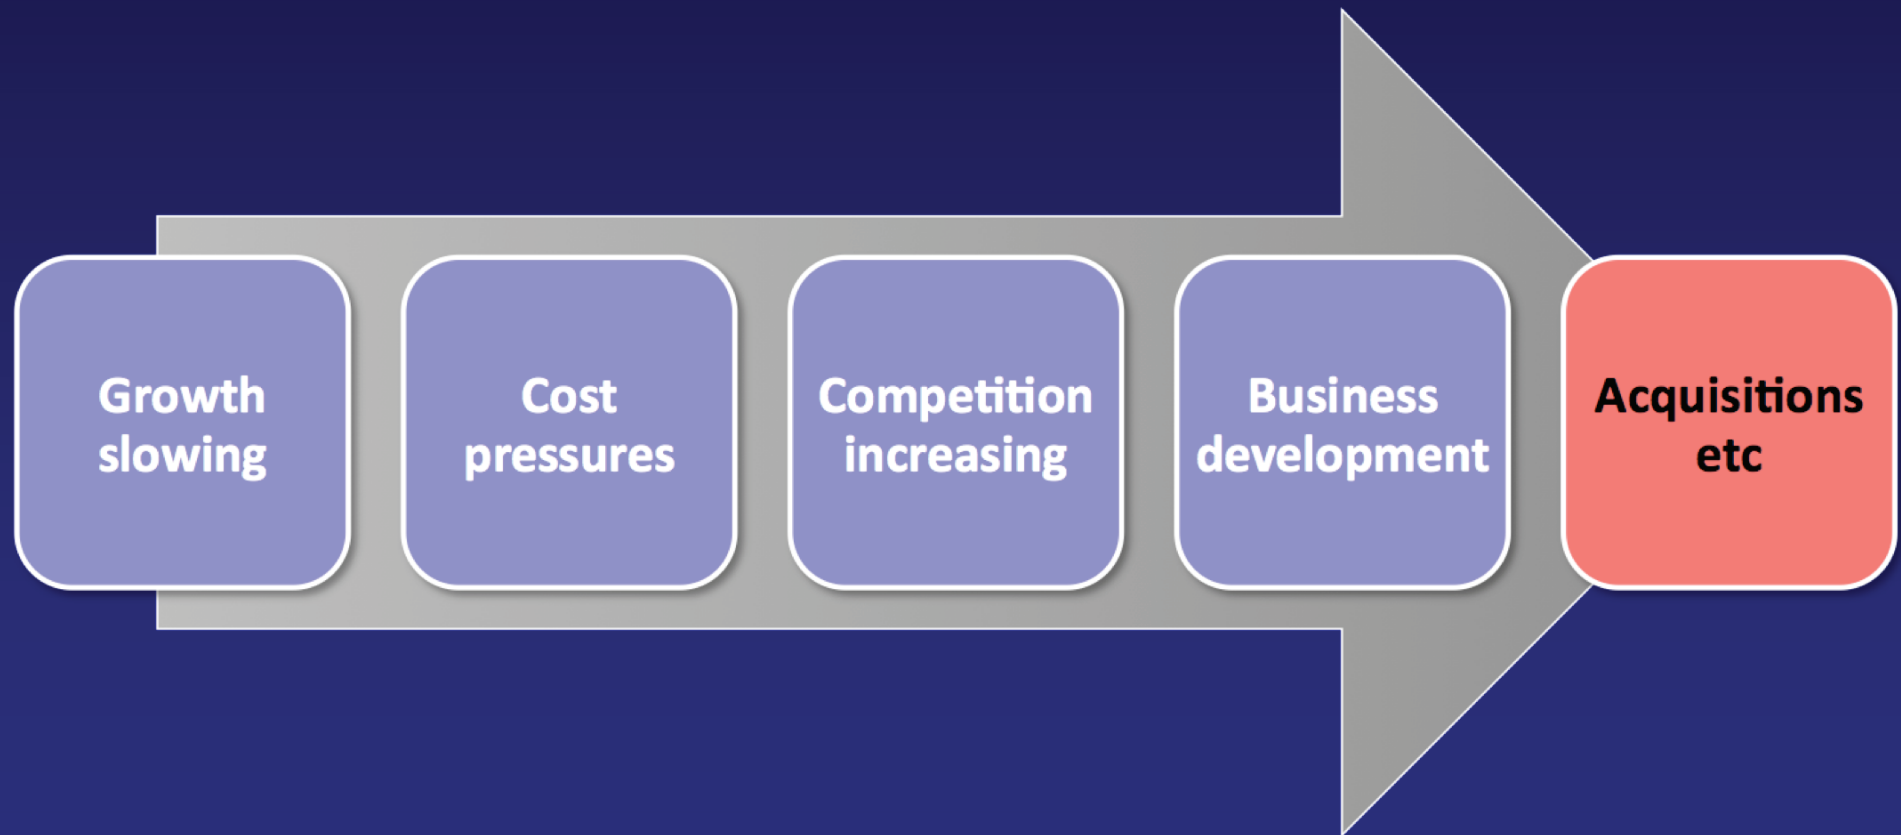 Growth
slowing
Cost
pressures
Competition
increasing
Business
development
Acquisitions
etc